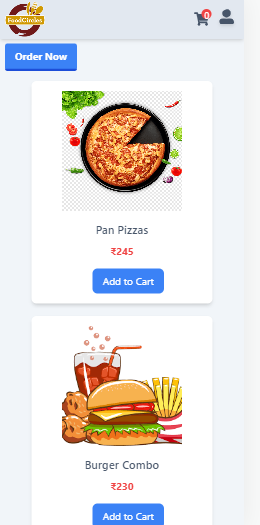 FoodCircles
0
Order Now
Pan Pizzas
₹245
Add to Cart
Burger Combo
₹230
Add to Cart